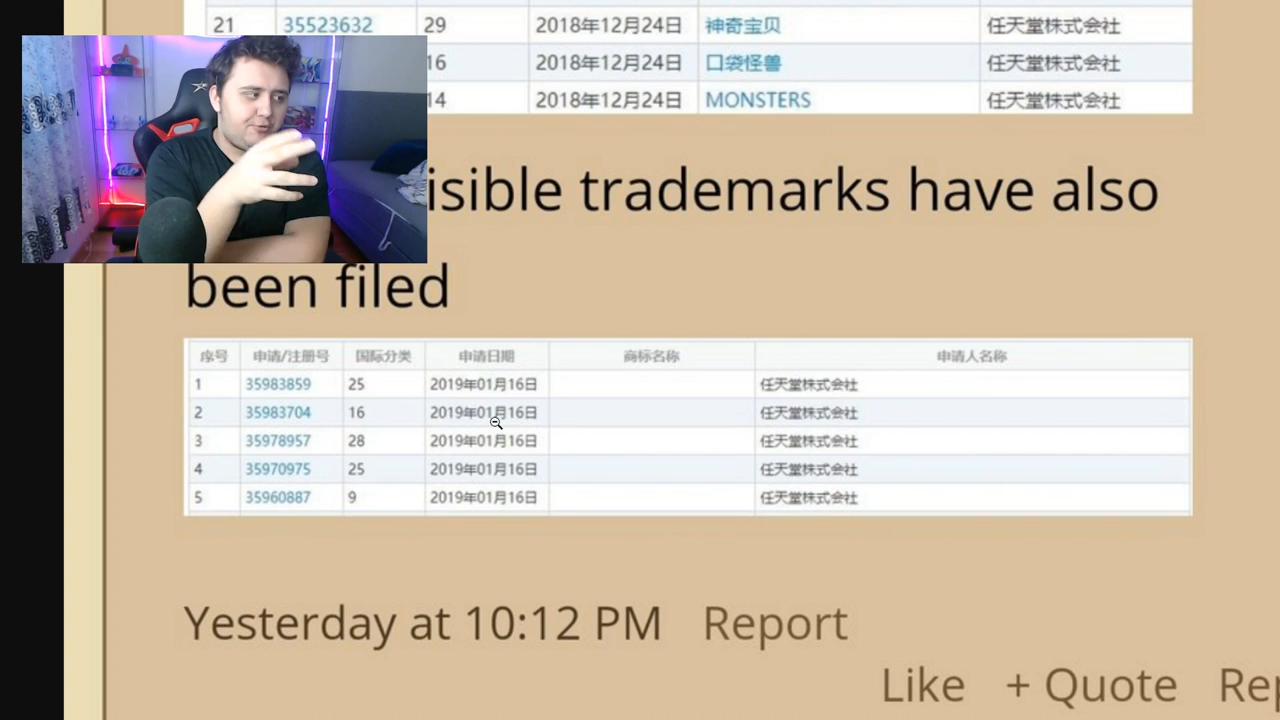 21 35523632 29 2018年12月24日 神奇宝贝 任天堂株式会社
16 2018年12月24日 口袋怪兽 任天堂株式会社
14 2018年12月24日 MONSTERS 任天堂株式会社
isible trademarks have also
been filed
序号 申请/注册号 国际分类 申请日期 商标名称 申请人名称
1 35983859 25 2019年01月16日 任天堂株式会社
2 35983704 16 2019年01月16日 任天堂株式会社
3 35978957 28 2019年01月16日 任天堂株式会社
4 35970975 25 2019年01月16日 任天堂株式会社
5 35960887 9 2019年01月16日 任天堂株式会社
Yesterday at 10:12 PM Report
Like + Quote Rep